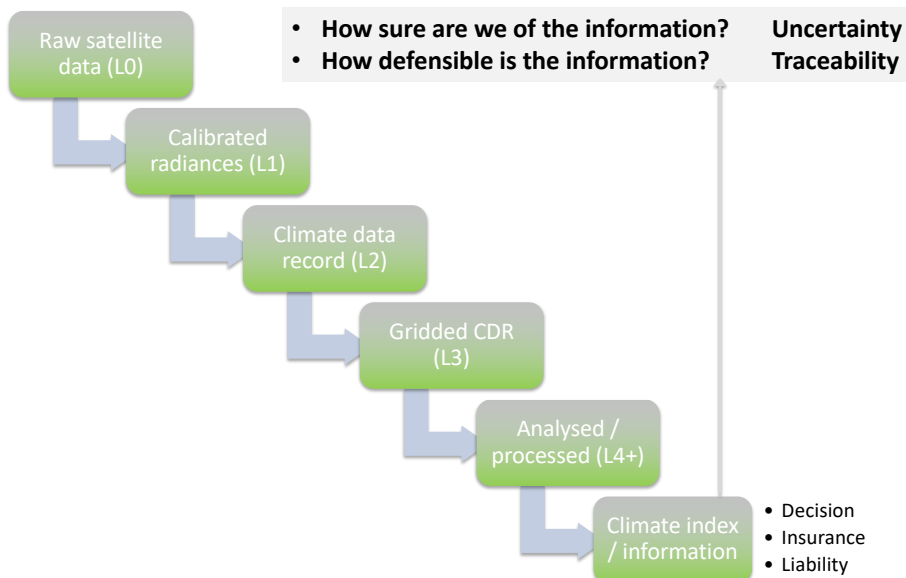 • How sure are we of the information? Uncertainty
• How defensible is the information? Traceability
Raw satellite
data (L0)
Calibrated
radiances (L1)
Climate data
record (L2)
Gridded CDR
(L3)
Analysed /
processed (L4+)
Climate index
/ information
• Decision
• Insurance
• Liability